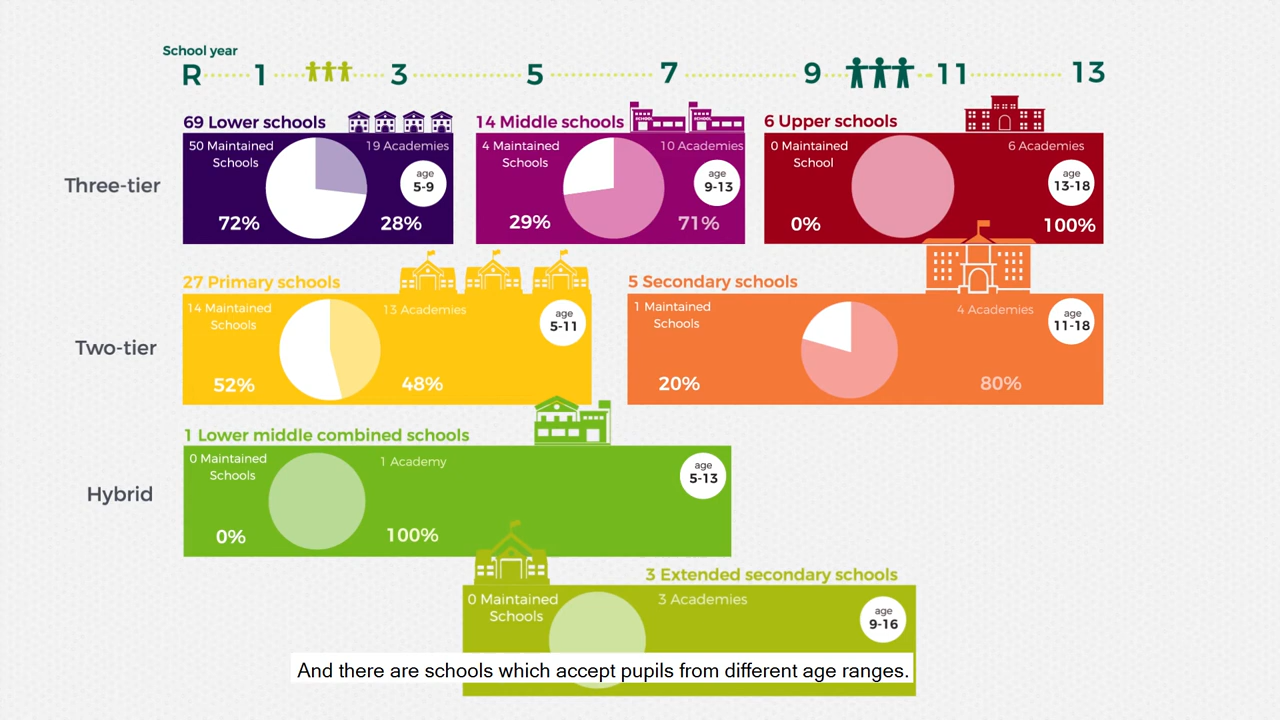 School year
R 1 3 5 7 9 11 13
69 Lower schools
50 Maintained
Schools
19 Academies
age
5-9
72%
28%
14 Middle schools
SCHOOL
SCHOOL
4 Maintained
Schools
10 Academies
age
9-13
29%
71%
6 Upper schools
0 Maintained
School
6 Academies
age
13-18
0%
100%
Three-tier
27 Primary schools
14 Maintained
Schools
13 Academies
age
5-11
52%
48%
5 Secondary schools
1 Maintained
Schools
4 Academies
age
11-18
20%
80%
Two-tier
1 Lower middle combined schools
0 Maintained
Schools
1 Academy
age
5-13
0%
100%
Hybrid
3 Extended secondary schools
0 Maintained
Schools
3 Academies
age
9-16
And there are schools which accept pupils from different age ranges.